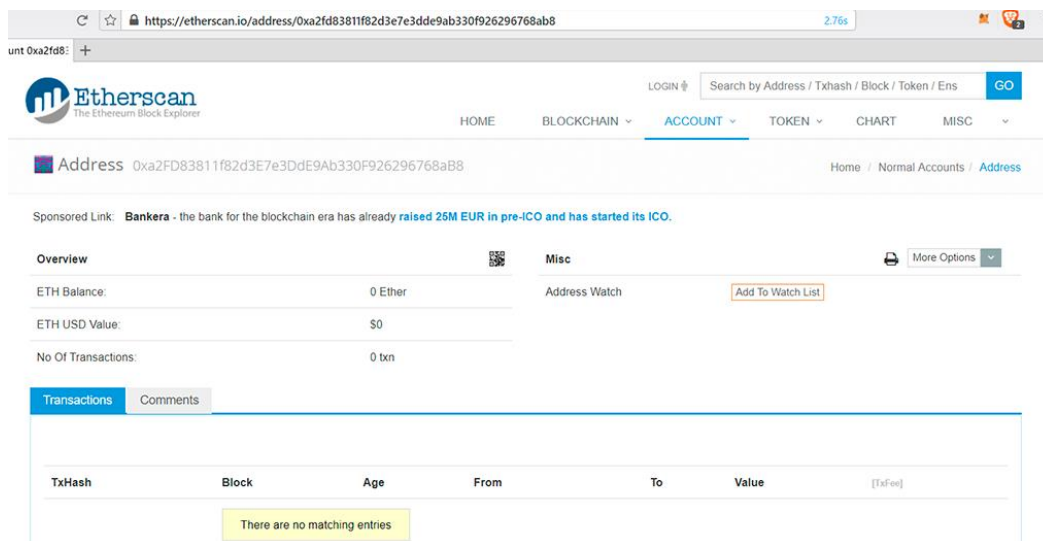 https://etherscan.io/address/0xa2fd83811f82d3e7e3dde9ab330f926296768ab8 2.76s 2
unt 0xa2fd8: +
Etherscan
The Ethereum Block Explorer
LOGIN Search by Address / Txhash / Block / Token / Ens GO
HOME BLOCKCHAIN ACCOUNT TOKEN CHART MISC
Address 0xa2FD83811f82d3E7e3DdE9Ab330F926296768aB8 Home / Normal Accounts / Address
Sponsored Link: Bankera - the bank for the blockchain era has already raised 25M EUR in pre-ICO and has started its ICO.
Overview Misc More Options
ETH Balance: 0 Ether Address Watch Add To Watch List
ETH USD Value: $0
No Of Transactions: 0 txn
Transactions Comments
TxHash Block Age From To Value [TxFee]
There are no matching entries